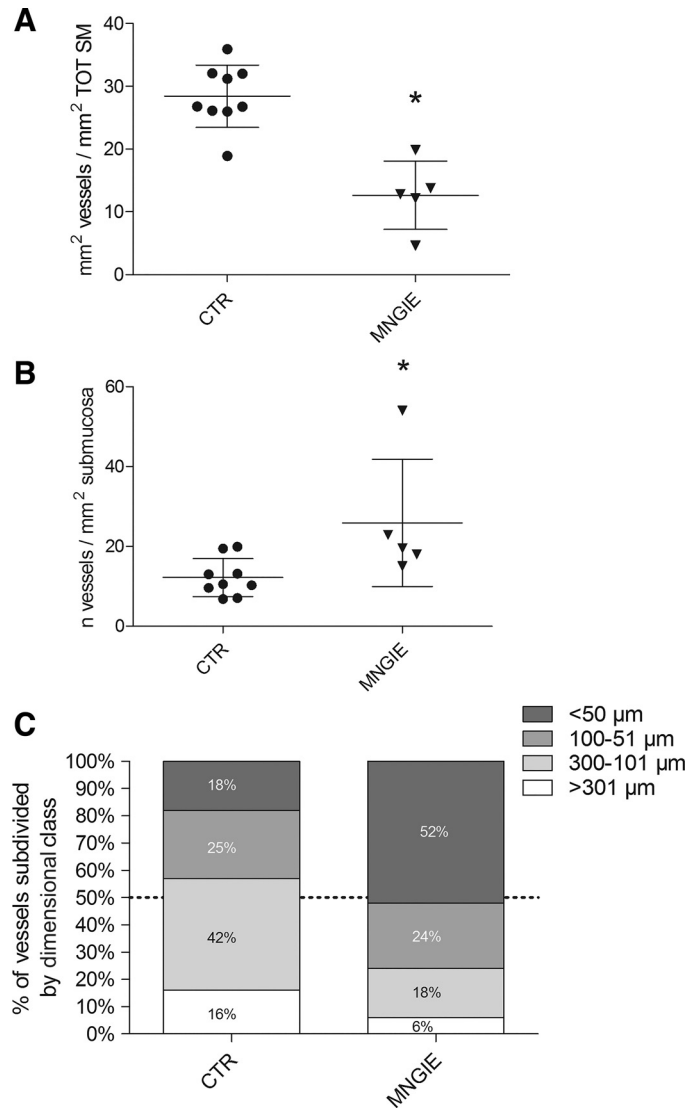 A
mm² vessels / mm² TOT SM
40
30
20
10
0
*
CTR
MNGIE
B
n vessels / mm² submucosa
60
40
20
0
*
CTR
MNGIE
C
<50 µm
100-51 µm
300-101 µm
>301 µm
% of vessels subdivided
by dimensional class
100%
90%
80%
70%
60%
50%
40%
30%
20%
10%
0%
18%
25%
42%
16%
52%
24%
18%
6%
CTR
MNGIE